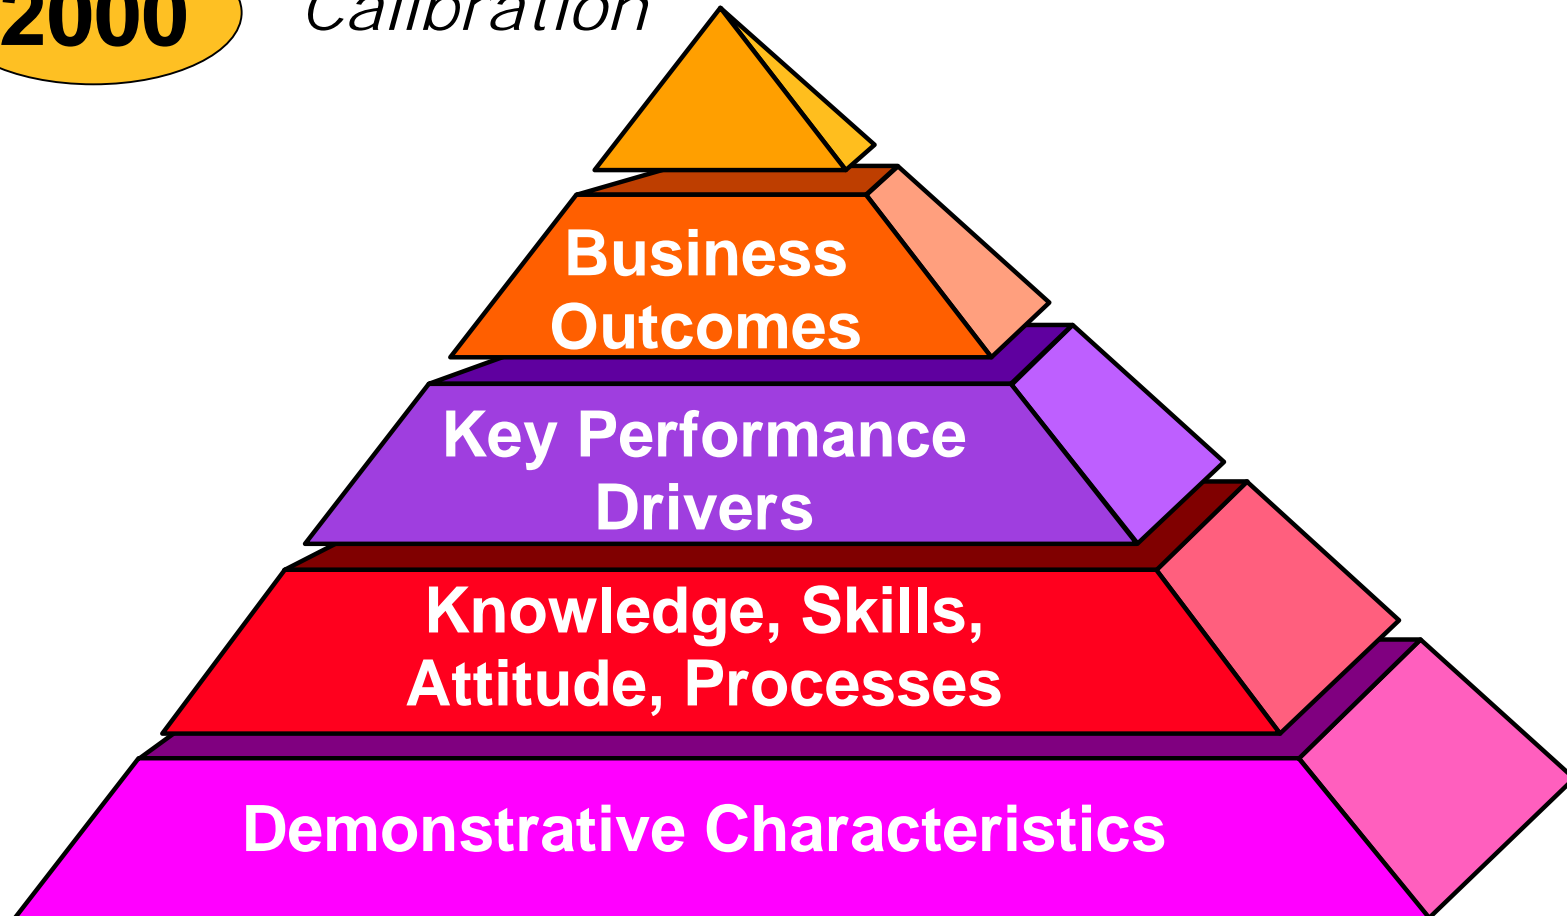 2000
Calibration
Business
Outcomes
Key Performance
Drivers
Knowledge, Skills,
Attitude, Processes
Demonstrative Characteristics